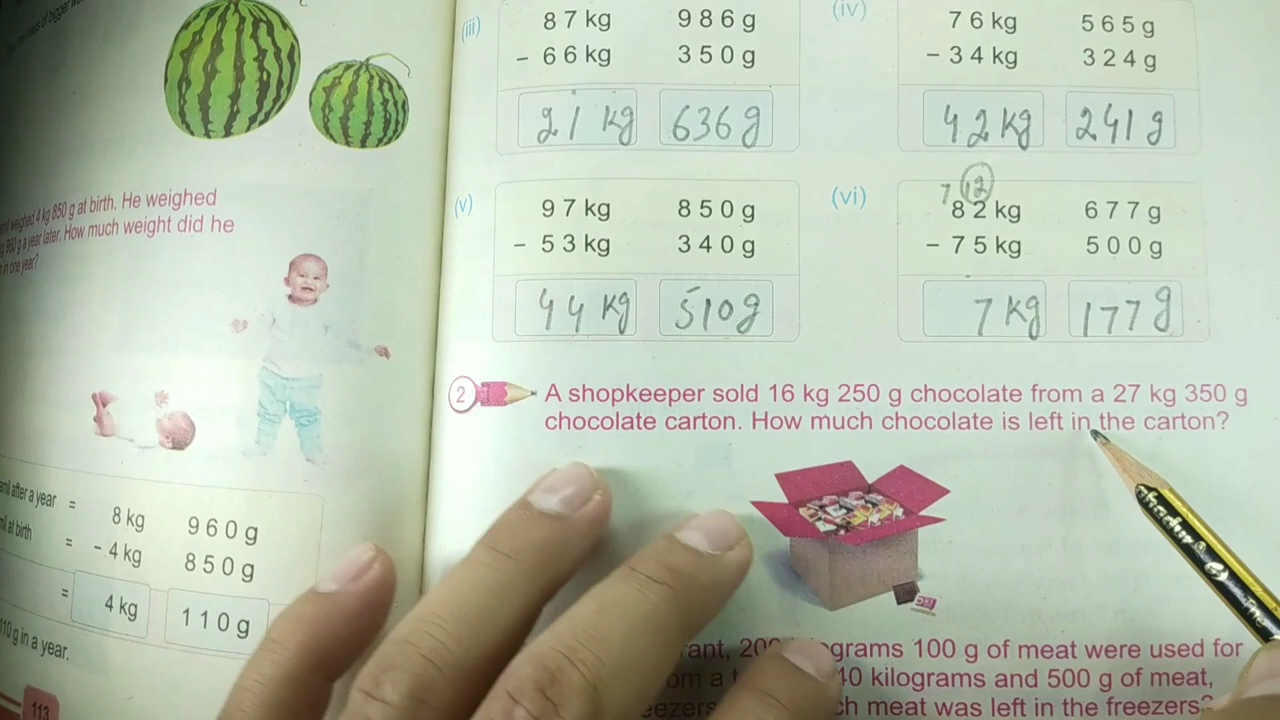 weighed 4 kg 850 g at birth. He weighed
960 g a year later. How much weight did he
in one year?
after a year = 8 kg 960 g
at birth = - 4 kg 850 g
= 4 kg 110 g
110 g in a year.
113
(iii)
87 kg 986 g
- 66 kg 350 g
21 kg 636 g
(iv)
76 kg 565 g
- 34 kg 324 g
42 kg 241 g
(v)
97 kg 850 g
- 53 kg 340 g
44 kg 510 g
(vi)
7 12
82 kg 677 g
- 75 kg 500 g
7 kg 177 g
2 A shopkeeper sold 16 kg 250 g chocolate from a 27 kg 350 g
chocolate carton. How much chocolate is left in the carton?
grams 100 g of meat were used for
40 kilograms and 500 g of meat,
meat was left in the freezers?